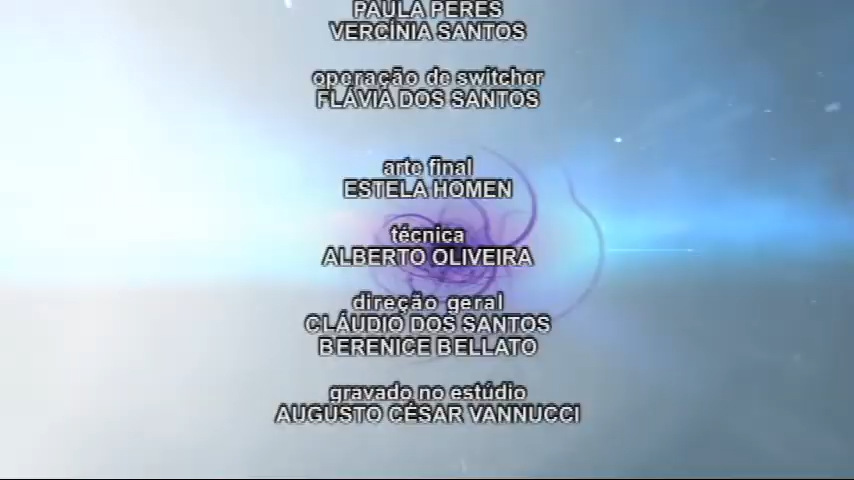 PAULA PERES
VERCÍNIA SANTOS
operação de switcher
FLÁVIA DOS SANTOS
arte final
ESTELA HOMEN
técnica
ALBERTO OLIVEIRA
direção geral
CLÁUDIO DOS SANTOS
BERENICE BELLATO
gravado no estúdio
AUGUSTO CÉSAR VANNUCCI